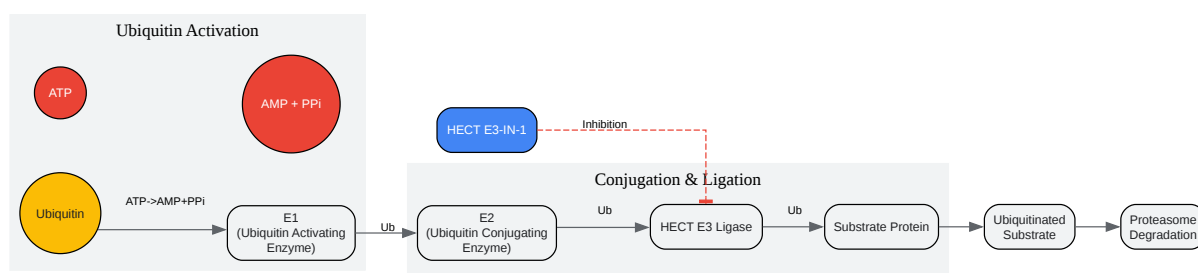 Ubiquitin Activation
ATP
AMP + PPi
HECT E3-IN-1
Inhibition
Conjugation & Ligation
Ubiquitin
ATP->AMP+PPi
E1
(Ubiquitin Activating
Enzyme)
Ub
E2
(Ubiquitin Conjugating
Enzyme)
Ub
HECT E3 Ligase
Ub
Substrate Protein
Ubiquitinated
Substrate
Proteasome
Degradation